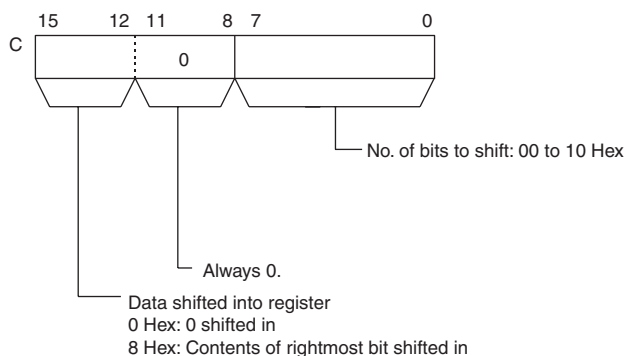 15 12 11 8 7 0
C
0
No. of bits to shift: 00 to 10 Hex
Always 0.
Data shifted into register
0 Hex: 0 shifted in
8 Hex: Contents of rightmost bit shifted in